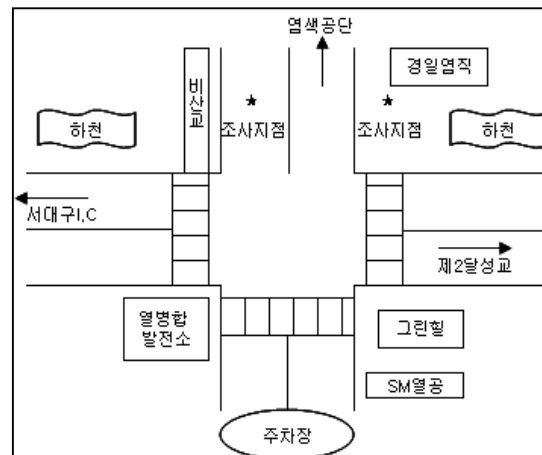 염색공단
비산교
경일염직
*
*
하천
조사지점
조사지점
하천
서대구I.C
제2달성교
열병합
발전소
그린힐
SM열공
주차장